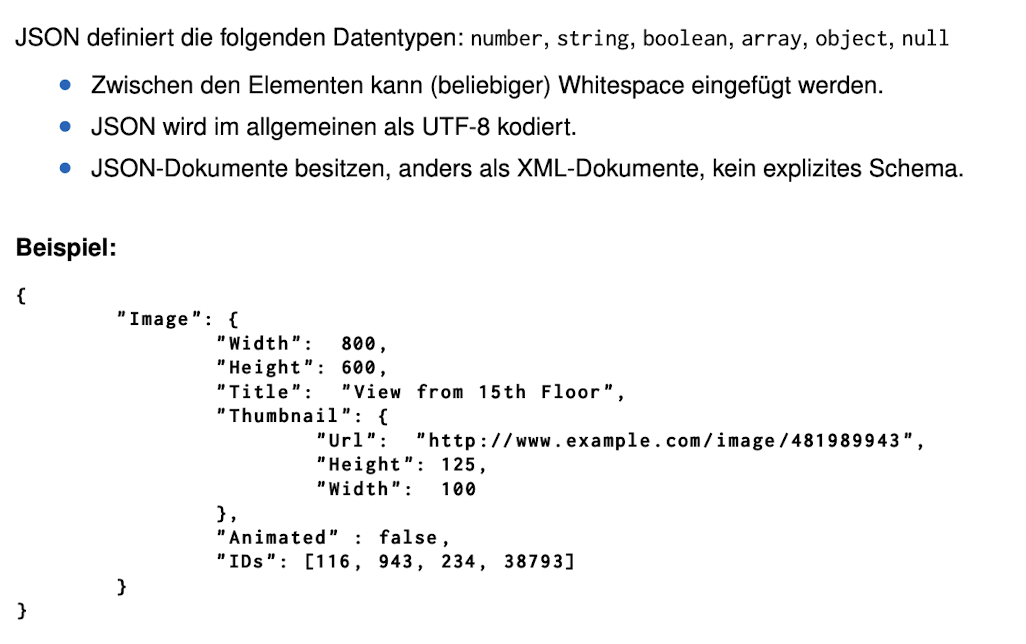 JSON definiert die folgenden Datentypen: number, string, boolean, array, object, null
• Zwischen den Elementen kann (beliebiger) Whitespace eingefügt werden.
• JSON wird im allgemeinen als UTF-8 kodiert.
• JSON-Dokumente besitzen, anders als XML-Dokumente, kein explizites Schema.
Beispiel:
{
        "Image": {
                "Width":  800,
                "Height": 600,
                "Title":  "View from 15th Floor",
                "Thumbnail": {
                        "Url":  "http://www.example.com/image/481989943",
                        "Height": 125,
                        "Width":  100
                },
                "Animated" : false,
                "IDs": [116, 943, 234, 38793]
        }
}